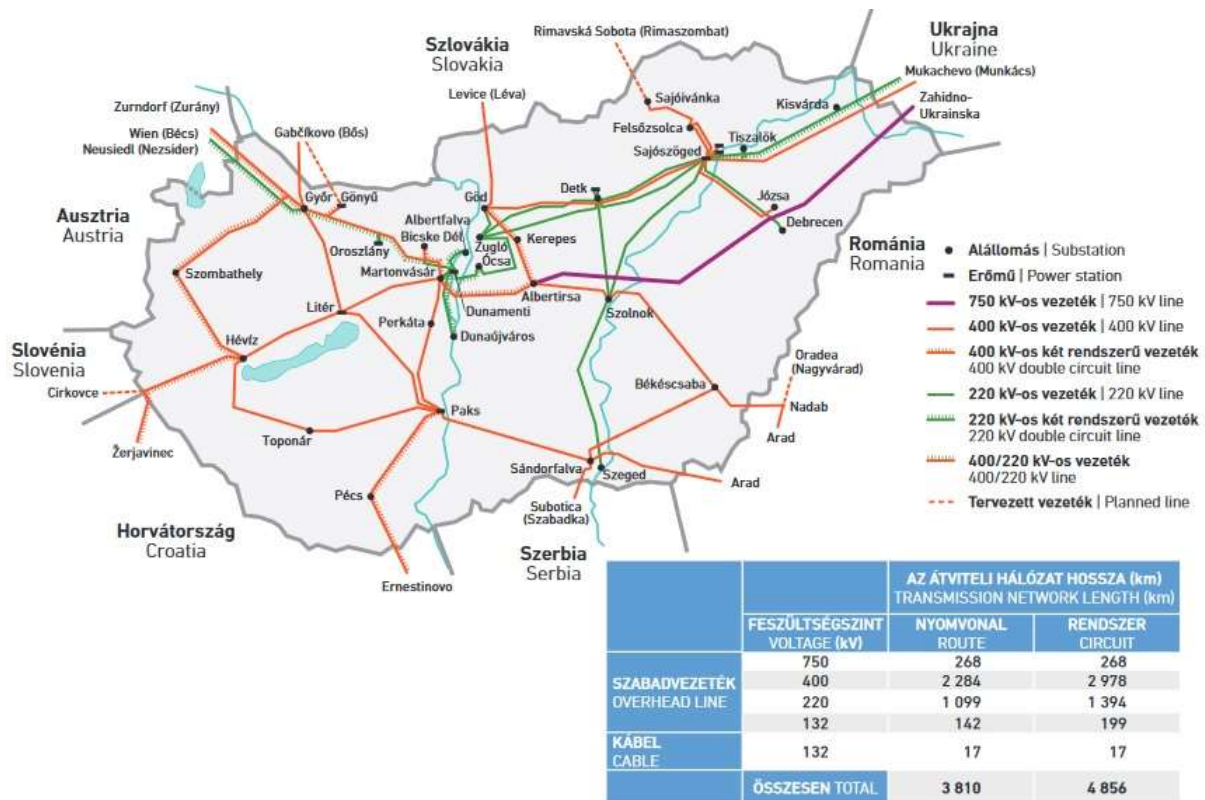 Rimavská Sobota (Rimaszombat)
Szlovákia
Slovakia
Ukrajna
Ukraine
Mukachevo (Munkács)
Levice (Léva)
Sajóivánka
Kisvárda
Zahidno-
Ukrainska
Zurndorf (Zurány)
Wien (Bécs)
Neusiedl (Nezsider)
Gabčíkovo (Bős)
Felsőzsolca
Tiszalök
Sajószöged
Győr
Gönyű
Göd
Detk
Józsa
Debrecen
Ausztria
Austria
Albertfalva
Bicske Dél
Oroszlány
Zugló
Kerepes
Ócsa
Románia
Romania
Szombathely
Martonvásár
Albertirsa
Litér
Dunamenti
Szolnok
Perkáta
Dunaújváros
Hévíz
Szlovénia
Slovenia
Cirkovce
Oradea
(Nagyvárad)
Békéscsaba
Nadab
Arad
Paks
Toponár
Žerjavinec
Sándorfalva
Szeged
Arad
Pécs
Subotica
(Szabadka)
Horvátország
Croatia
Szerbia
Serbia
Ernestinovo
Alállomás | Substation
Erőmű | Power station
750 kV-os vezeték | 750 kV line
400 kV-os vezeték | 400 kV line
400 kV-os két rendszerű vezeték
400 kV double circuit line
220 kV-os vezeték | 220 kV line
220 kV-os két rendszerű vezeték
220 kV double circuit line
400/220 kV-os vezeték
400/220 kV line
Tervezett vezeték | Planned line
AZ ÁTVITELI HÁLÓZAT HOSSZA (km)
TRANSMISSION NETWORK LENGTH (km)
FESZÜLTSÉGSZINT NYOMVONAL RENDSZER
VOLTAGE (kV) ROUTE CIRCUIT
750 268 268
SZABADVEZETÉK 400 2 284 2 978
OVERHEAD LINE 220 1 099 1 394
132 142 199
KÁBEL
CABLE 132 17 17
ÖSSZESEN TOTAL 3 810 4 856